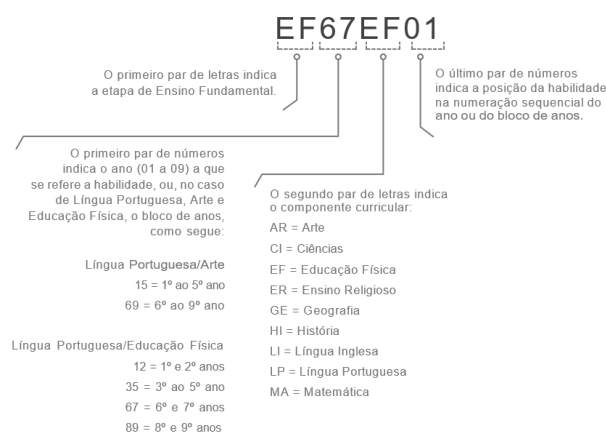 EF67EF01
O primeiro par de letras indica
a etapa de Ensino Fundamental.
O último par de números
indica a posição da habilidade
na numeração sequencial do
ano ou do bloco de anos.
O primeiro par de números
indica o ano (01 a 09) a que
se refere a habilidade, ou, no caso
de Língua Portuguesa, Arte e
Educação Física, o bloco de anos,
como segue:
Língua Portuguesa/Arte
15 = 1º ao 5º ano
69 = 6º ao 9º ano
Língua Portuguesa/Educação Física
12 = 1º e 2º anos
35 = 3º ao 5º ano
67 = 6º e 7º anos
89 = 8º e 9º anos
O segundo par de letras indica
o componente curricular:
AR = Arte
CI = Ciências
EF = Educação Física
ER = Ensino Religioso
GE = Geografia
HI = História
LI = Língua Inglesa
LP = Língua Portuguesa
MA = Matemática